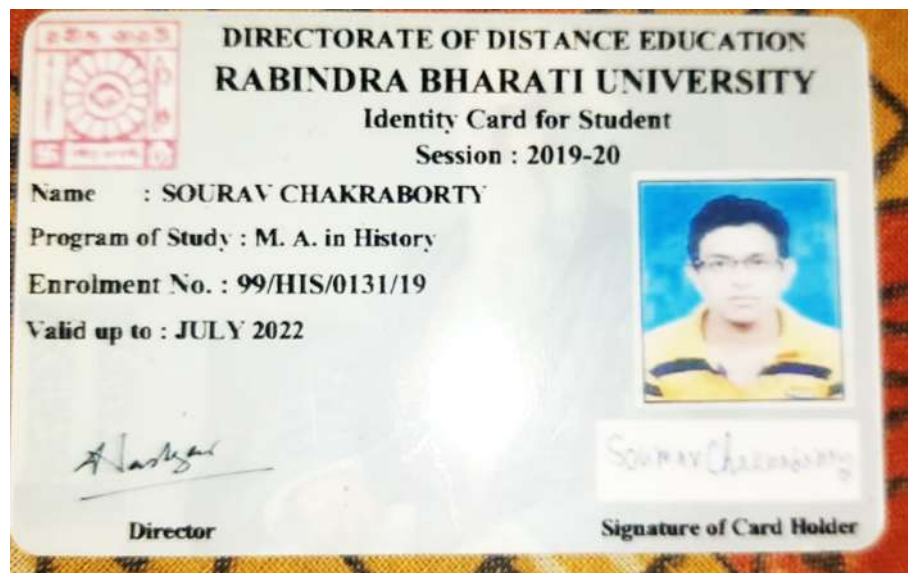 DIRECTORATE OF DISTANCE EDUCATION
RABINDRA BHARATI UNIVERSITY
Identity Card for Student
Session : 2019-20
Name : SOURAV CHAKRABORTY
Program of Study : M. A. in History
Enrolment No. : 99/HIS/0131/19
Valid up to : JULY 2022
Sourav Chakraborty
Director
Signature of Card Holder